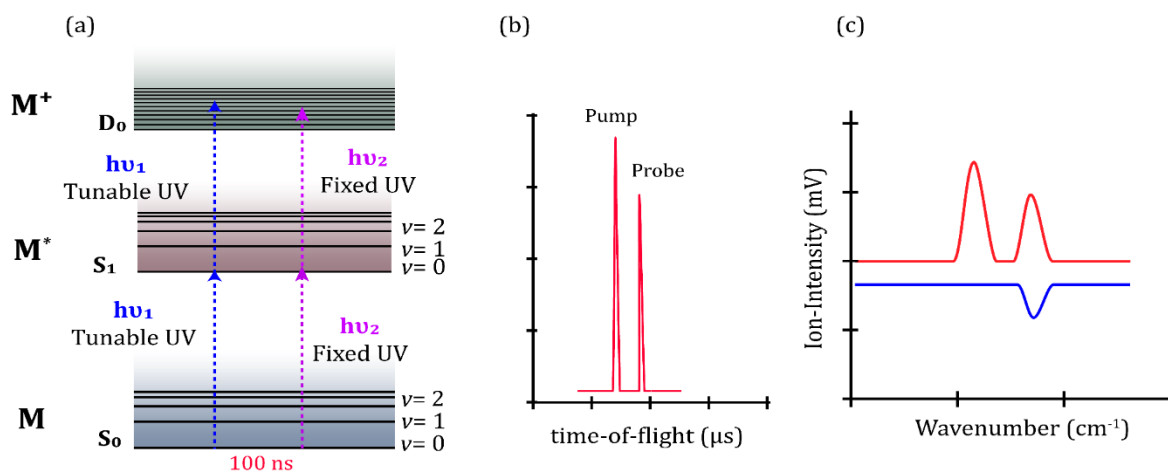 (a)
M⁺
D₀
hυ₁
Tunable UV
hυ₂
Fixed UV
M*
S₁
v= 2
v= 1
v= 0
hυ₁
Tunable UV
hυ₂
Fixed UV
M
S₀
v= 2
v= 1
v= 0
100 ns
(b)
Pump
Probe
time-of-flight (µs)
(c)
Ion-Intensity (mV)
Wavenumber (cm⁻¹)